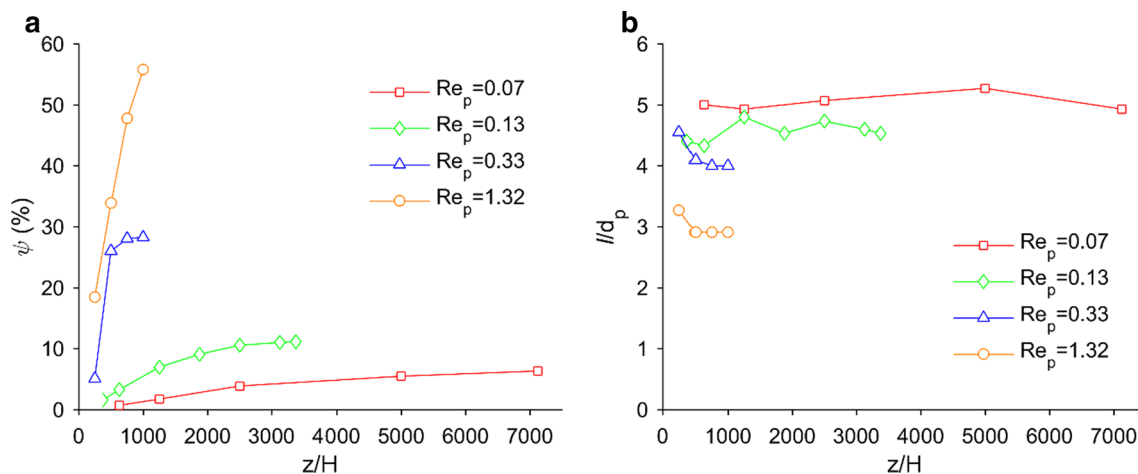 a
60
50
40
30
20
10
0
ψ (%)
0 1000 2000 3000 4000 5000 6000 7000
z/H
Re_p=0.07
Re_p=0.13
Re_p=0.33
Re_p=1.32
b
6
5
4
3
2
1
0
l/d_p
0 1000 2000 3000 4000 5000 6000 7000
z/H
Re_p=0.07
Re_p=0.13
Re_p=0.33
Re_p=1.32